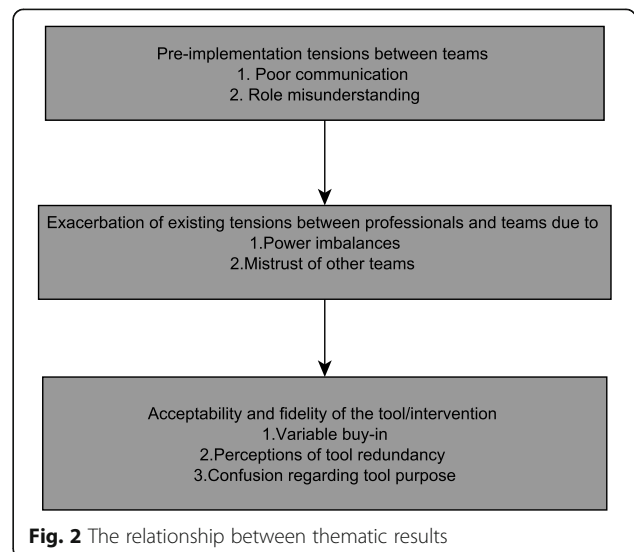 Pre-implementation tensions between teams
1. Poor communication
2. Role misunderstanding
Exacerbation of existing tensions between professionals and teams due to
1.Power imbalances
2.Mistrust of other teams
Acceptability and fidelity of the tool/intervention
1.Variable buy-in
2.Perceptions of tool redundancy
3.Confusion regarding tool purpose
Fig. 2 The relationship between thematic results